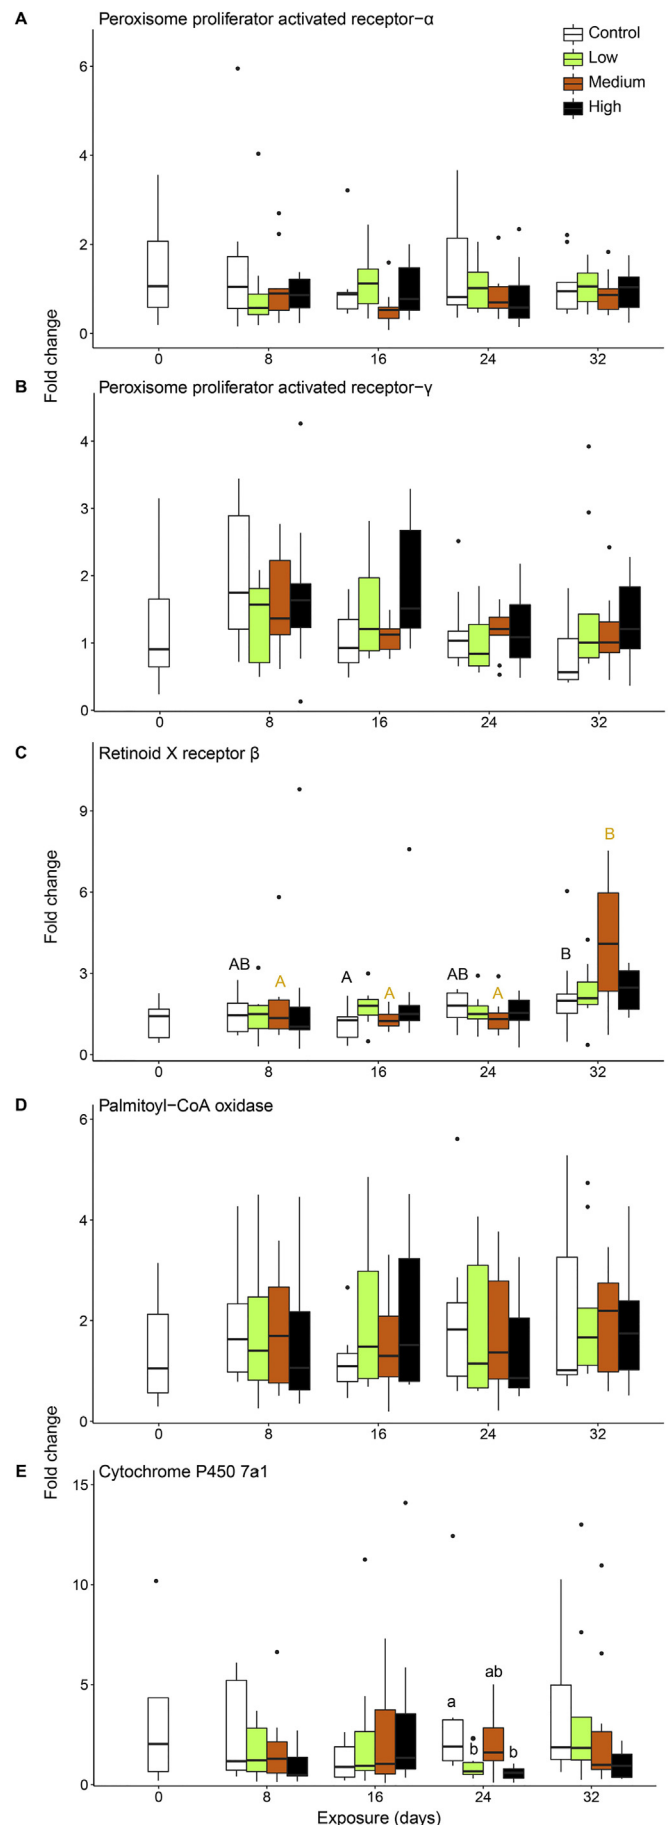 A Peroxisome proliferator activated receptor−α
Control
Low
Medium
High
6
4
2
0
0 8 16 24 32
Fold change
B Peroxisome proliferator activated receptor−γ
4
3
2
1
0
0 8 16 24 32
C Retinoid X receptor β
9
6
3
0
Fold change
B
AB A AB B
A A A
0 8 16 24 32
D Palmitoyl−CoA oxidase
6
4
2
0
0 8 16 24 32
Fold change
E Cytochrome P450 7a1
15
10
5
0
ab
a
b b
0 8 16 24 32
Exposure (days)